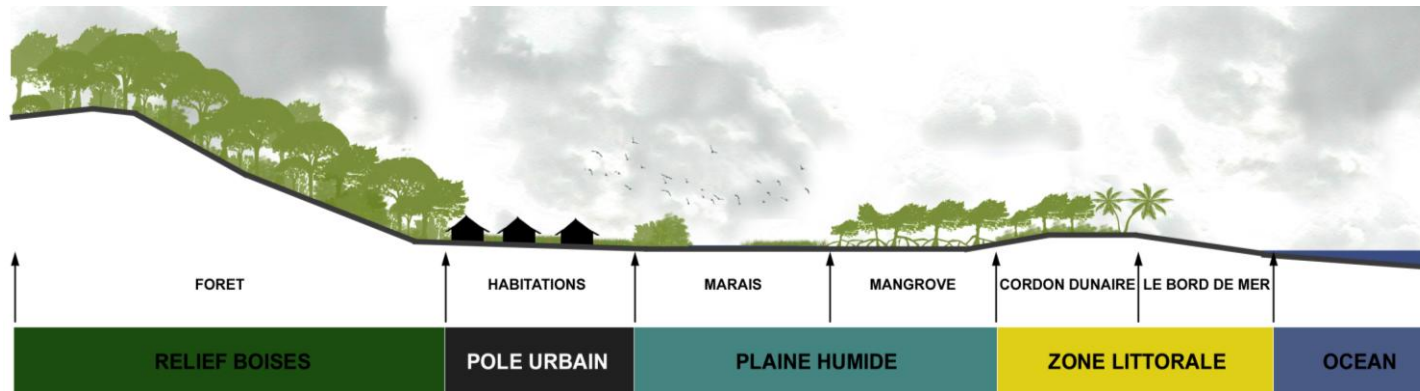 FORET
HABITATIONS
MARAIS
MANGROVE
CORDON DUNAIRE
LE BORD DE MER
RELIEF BOISES
POLE URBAIN
PLAINE HUMIDE
ZONE LITTORALE
OCEAN